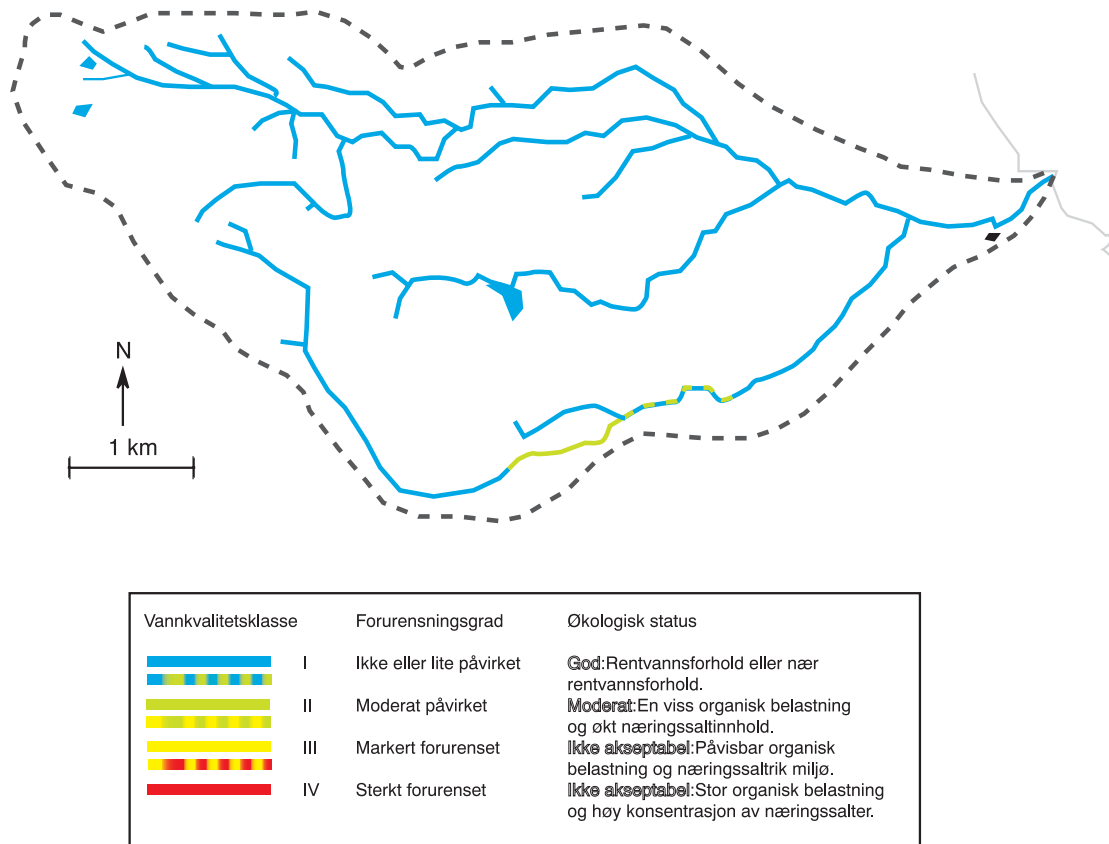 N
1 km
Vannkvalitetsklasse Forurensningsgrad Økologisk status
I Ikke eller lite påvirket God:Rentvannsforhold eller nær
rentvannsforhold.
II Moderat påvirket Moderat:En viss organisk belastning
og økt næringssaltinnhold.
III Markert forurenset Ikke akseptabel:Påvisbar organisk
belastning og næringssaltrik miljø.
IV Sterkt forurenset Ikke akseptabel:Stor organisk belastning
og høy konsentrasjon av næringssalter.